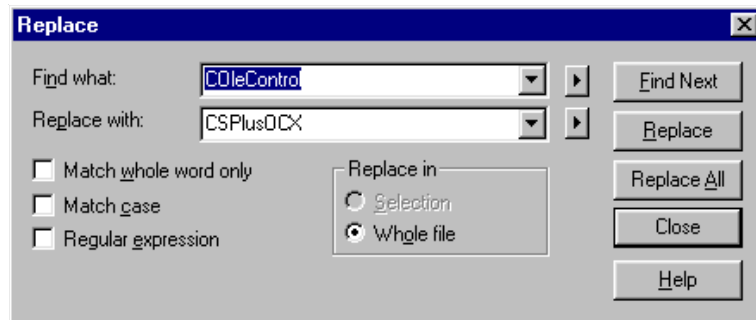 Replace
Find what:
COleControl
Find Next
Replace with:
CSPlusOCX
Replace
Match whole word only
Replace in
Replace All
Match case
Selection
Regular expression
Whole file
Close
Help